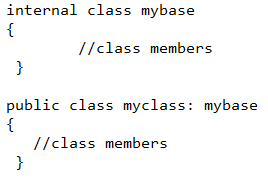 internal class mybase
{
        //class members
 }

public class myclass: mybase
{
   //class members
 }